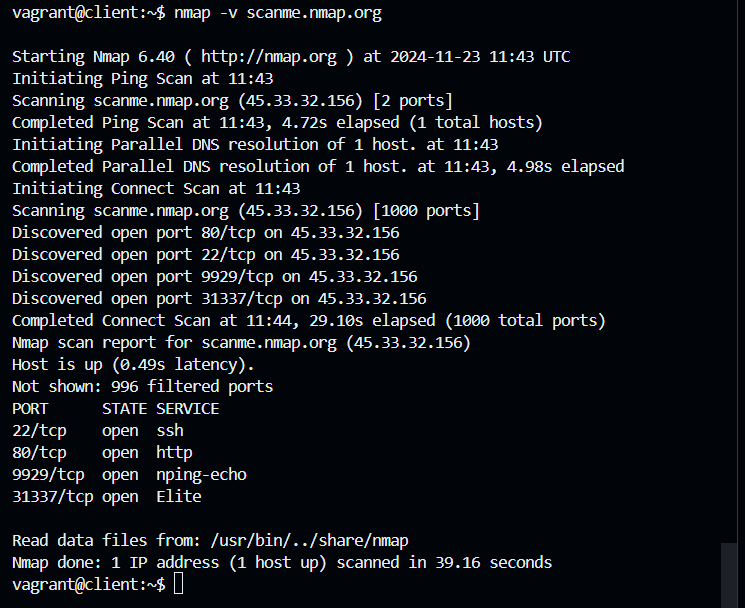 vagrant@client:~$ nmap -v scanme.nmap.org

Starting Nmap 6.40 ( http://nmap.org ) at 2024-11-23 11:43 UTC
Initiating Ping Scan at 11:43
Scanning scanme.nmap.org (45.33.32.156) [2 ports]
Completed Ping Scan at 11:43, 4.72s elapsed (1 total hosts)
Initiating Parallel DNS resolution of 1 host. at 11:43
Completed Parallel DNS resolution of 1 host. at 11:43, 4.98s elapsed
Initiating Connect Scan at 11:43
Scanning scanme.nmap.org (45.33.32.156) [1000 ports]
Discovered open port 80/tcp on 45.33.32.156
Discovered open port 22/tcp on 45.33.32.156
Discovered open port 9929/tcp on 45.33.32.156
Discovered open port 31337/tcp on 45.33.32.156
Completed Connect Scan at 11:44, 29.10s elapsed (1000 total ports)
Nmap scan report for scanme.nmap.org (45.33.32.156)
Host is up (0.49s latency).
Not shown: 996 filtered ports
PORT      STATE SERVICE
22/tcp    open  ssh
80/tcp    open  http
9929/tcp  open  nping-echo
31337/tcp open  Elite

Read data files from: /usr/bin/../share/nmap
Nmap done: 1 IP address (1 host up) scanned in 39.16 seconds
vagrant@client:~$